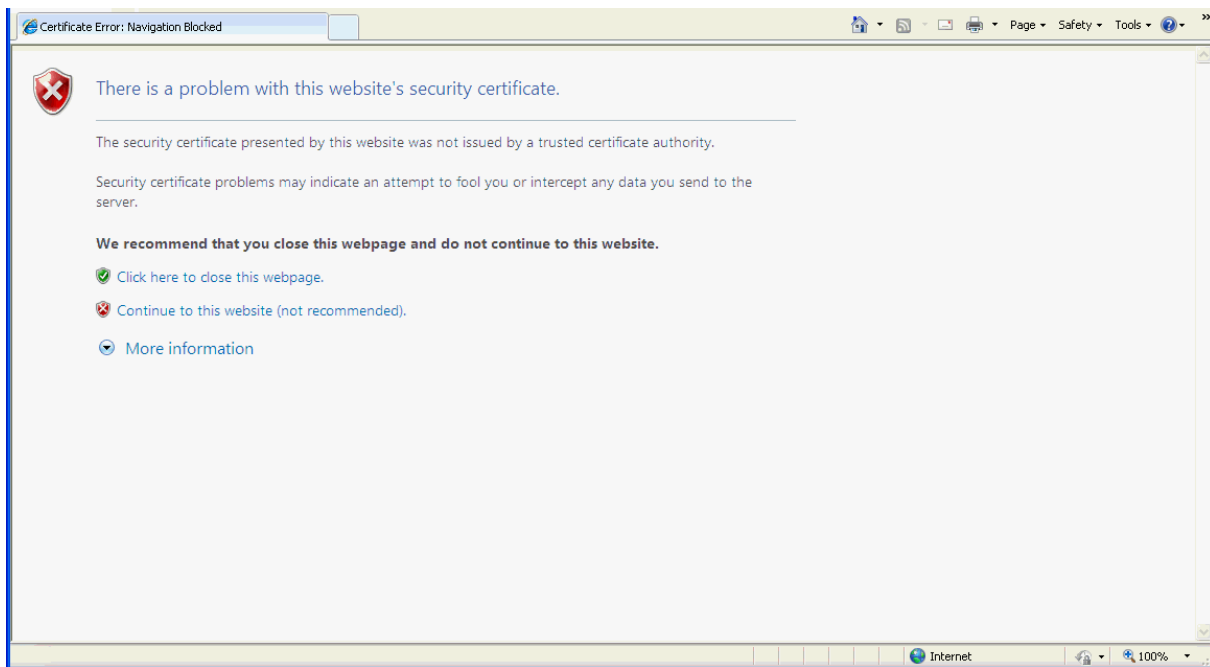 Certificate Error: Navigation Blocked
Page Safety Tools »
There is a problem with this website's security certificate.
The security certificate presented by this website was not issued by a trusted certificate authority.
Security certificate problems may indicate an attempt to fool you or intercept any data you send to the
server.
We recommend that you close this webpage and do not continue to this website.
Click here to close this webpage.
Continue to this website (not recommended).
More information
Internet 100%